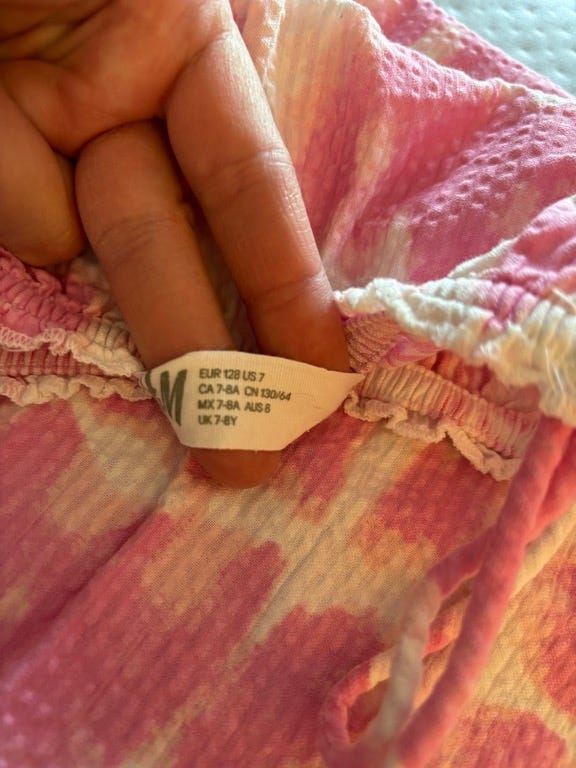 M
EUR 128 US 7
CA 7-8A CN 130/64
MX 7-8A AUS 8
UK 7-8Y